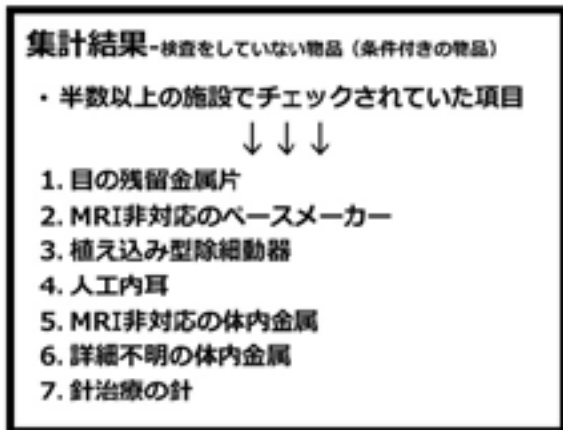 集計結果-検査をしていない物品（条件付きの物品）
・半数以上の施設でチェックされていた項目
↓↓↓
1. 目の残留金属片
2. MRI非対応のペースメーカー
3. 植え込み型除細動器
4. 人工内耳
5. MRI非対応の体内金属
6. 詳細不明の体内金属
7. 針治療の針